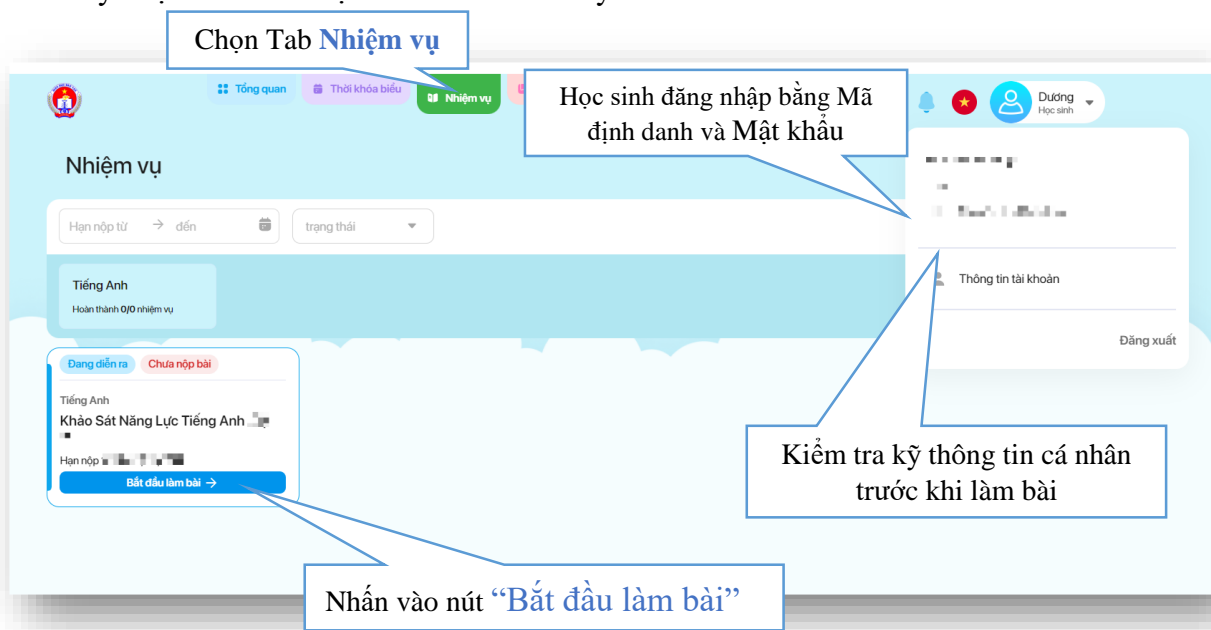 Chọn Tab Nhiệm vụ
Tổng quan
Thời khóa biểu
Nhiệm vụ
Học sinh đăng nhập bằng Mã
định danh và Mật khẩu
Dương
Học sinh
Nhiệm vụ
Hạn nộp từ → đến
trạng thái
Thông tin tài khoản
Đăng xuất
Tiếng Anh
Hoàn thành 0/0 nhiệm vụ
Đang diễn ra
Chưa nộp bài
Tiếng Anh
Khảo Sát Năng Lực Tiếng Anh
Hạn nộp
Bắt đầu làm bài →
Kiểm tra kỹ thông tin cá nhân
trước khi làm bài
Nhấn vào nút “Bắt đầu làm bài”